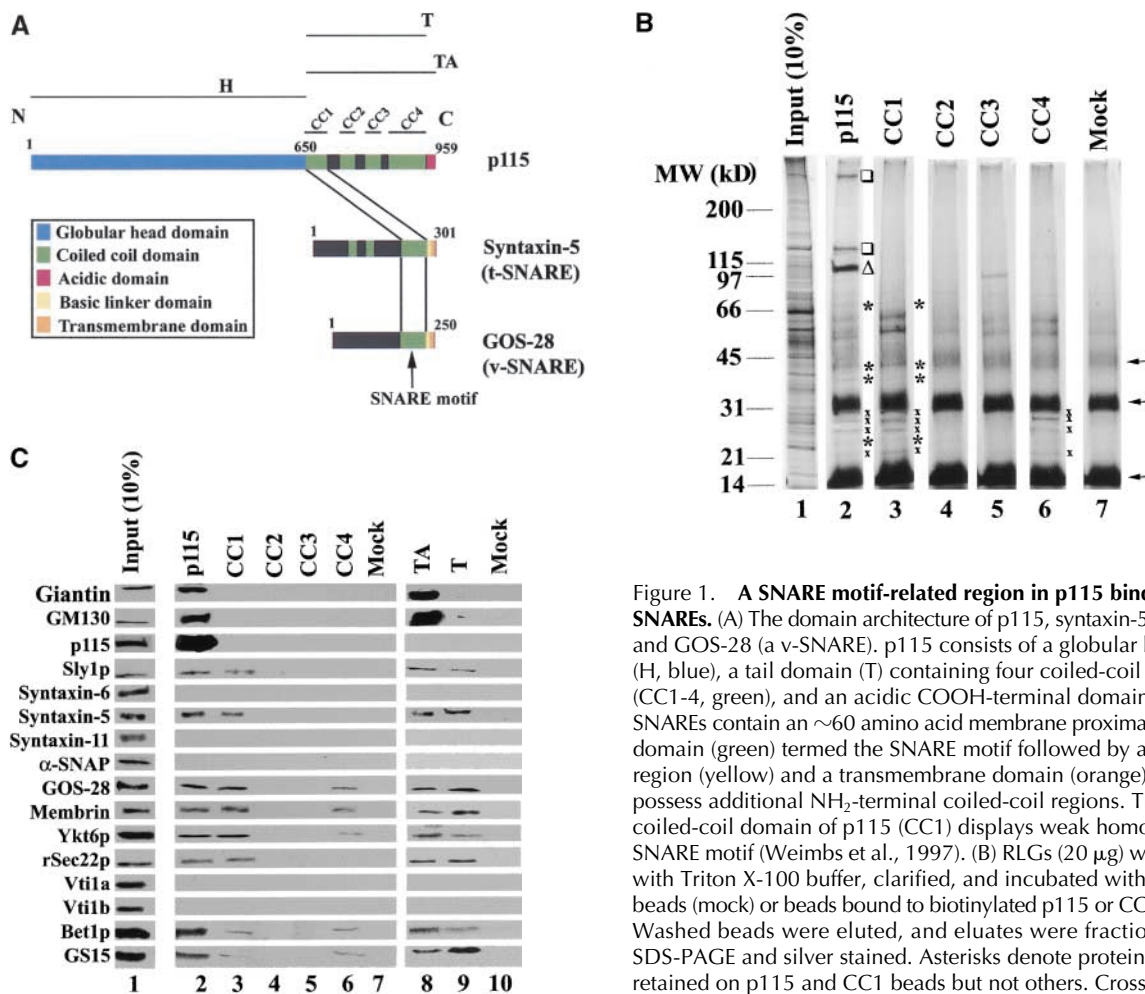 A
T
TA
H
N
CC1 CC2 CC3 CC4
C
1
650
959
p115
Globular head domain
Coiled coil domain
Acidic domain
Basic linker domain
Transmembrane domain
1
301
Syntaxin-5
(t-SNARE)
1
250
GOS-28
(v-SNARE)
SNARE motif
B
Input (10%)
p115
CC1
CC2
CC3
CC4
Mock
MW (kD)
200
115
97
66
45
31
21
14
□
□
Δ
* *
* *
* *
x x x
x x x
x x x
* *
x x x
1 2 3 4 5 6 7
C
Input (10%)
p115
CC1
CC2
CC3
CC4
Mock
TA
T
Mock
Giantin
GM130
p115
Sly1p
Syntaxin-6
Syntaxin-5
Syntaxin-11
α-SNAP
GOS-28
Membrin
Ykt6p
rSec22p
Vti1a
Vti1b
Bet1p
GS15
1 2 3 4 5 6 7 8 9 10
Figure 1. A SNARE motif-related region in p115 binc
SNAREs. (A) The domain architecture of p115, syntaxin-5
and GOS-28 (a v-SNARE). p115 consists of a globular l
(H, blue), a tail domain (T) containing four coiled-coil
(CC1-4, green), and an acidic COOH-terminal domain
SNAREs contain an ~60 amino acid membrane proxima
domain (green) termed the SNARE motif followed by a
region (yellow) and a transmembrane domain (orange)
possess additional NH2-terminal coiled-coil regions. T
coiled-coil domain of p115 (CC1) displays weak homo
SNARE motif (Weimbs et al., 1997). (B) RLGs (20 μg) w
with Triton X-100 buffer, clarified, and incubated with
beads (mock) or beads bound to biotinylated p115 or CC
Washed beads were eluted, and eluates were fractio
SDS-PAGE and silver stained. Asterisks denote protein
retained on p115 and CC1 beads but not others. Cross